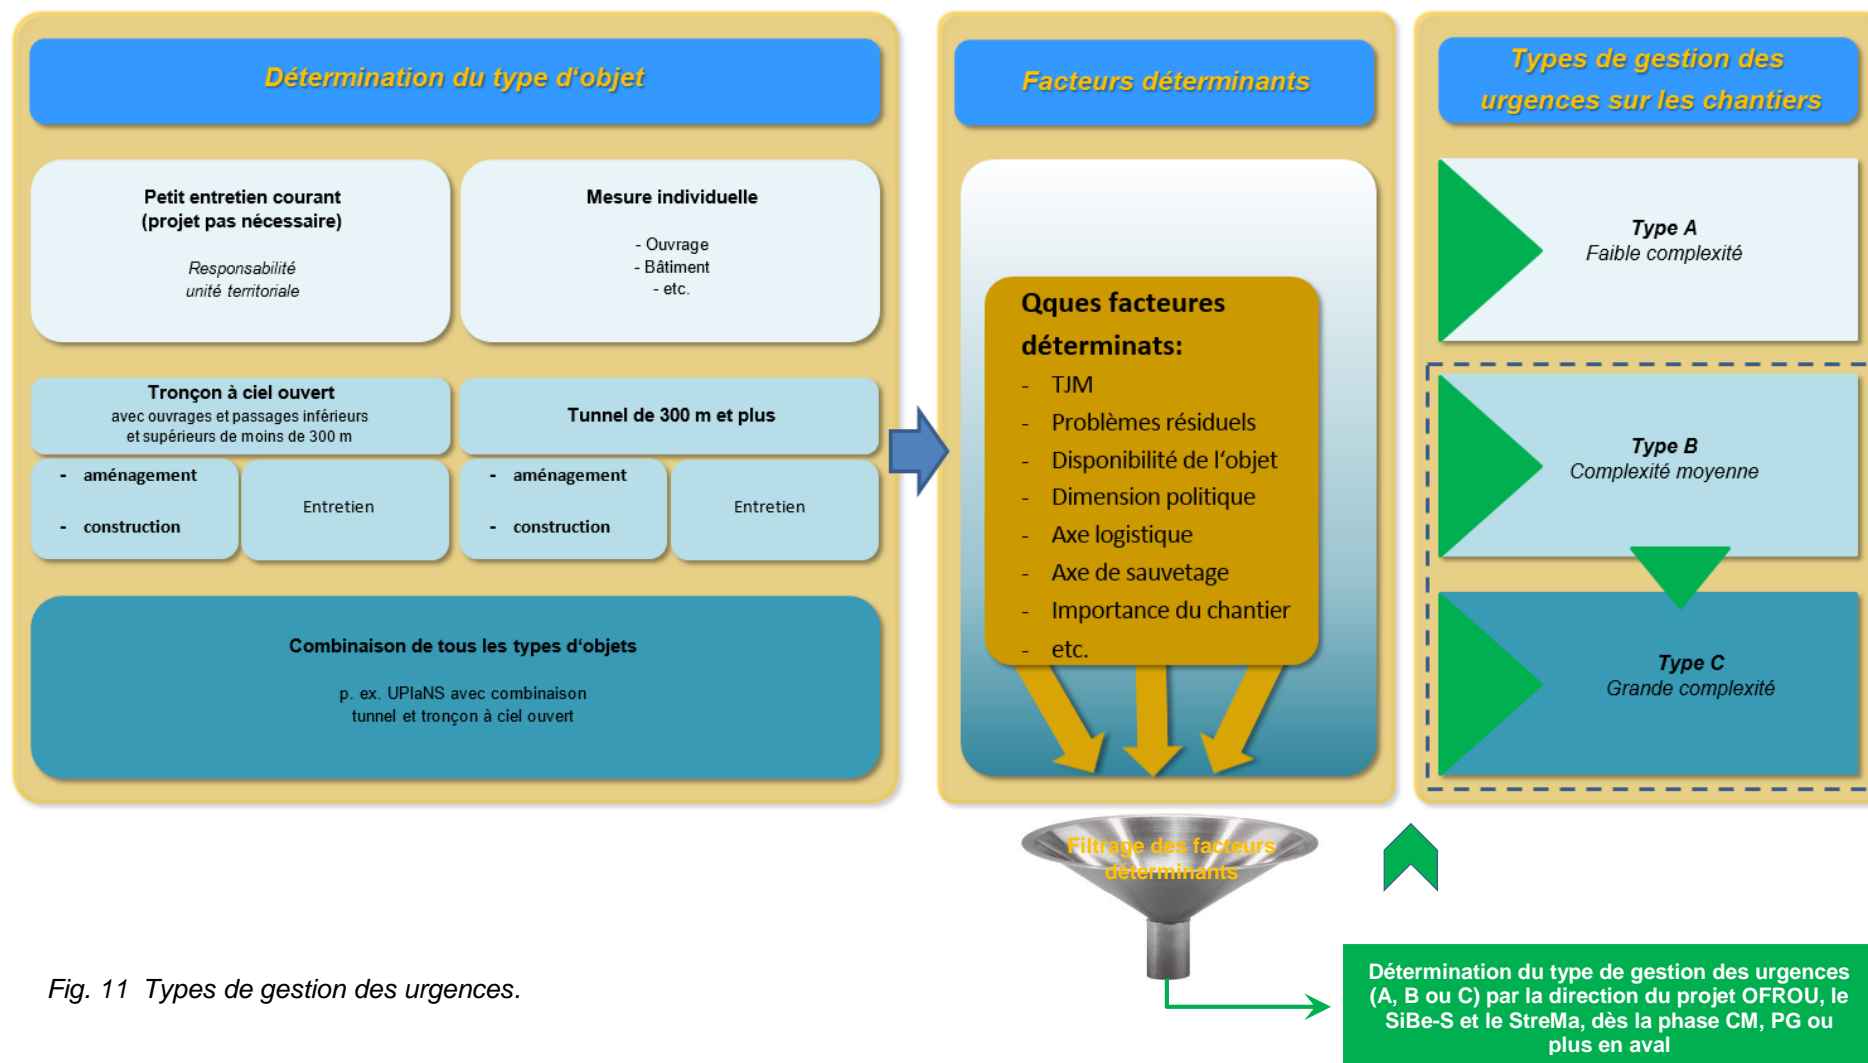 Détermination du type d‘objet
Petit entretien courant
(projet pas nécessaire)
Responsabilité
unité territoriale
Mesure individuelle
- Ouvrage
- Bâtiment
- etc.
Tronçon à ciel ouvert
avec ouvrages et passages inférieurs
et supérieurs de moins de 300 m
- aménagement
- construction
Entretien
Tunnel de 300 m et plus
- aménagement
- construction
Entretien
Combinaison de tous les types d‘objets
p. ex. UPlaNS avec combinaison
tunnel et tronçon à ciel ouvert
Facteurs déterminants
Qques facteures
déterminats:
- TJM
- Problèmes résiduels
- Disponibilité de l‘objet
- Dimension politique
- Axe logistique
- Axe de sauvetage
- Importance du chantier
- etc.
Filtrage des facteurs
déterminants
Types de gestion des
urgences sur les chantiers
Type A
Faible complexité
Type B
Complexité moyenne
Type C
Grande complexité
Détermination du type de gestion des urgences
(A, B ou C) par la direction du projet OFROU, le
SiBe-S et le StreMa, dès la phase CM, PG ou
plus en aval
Fig. 11 Types de gestion des urgences.